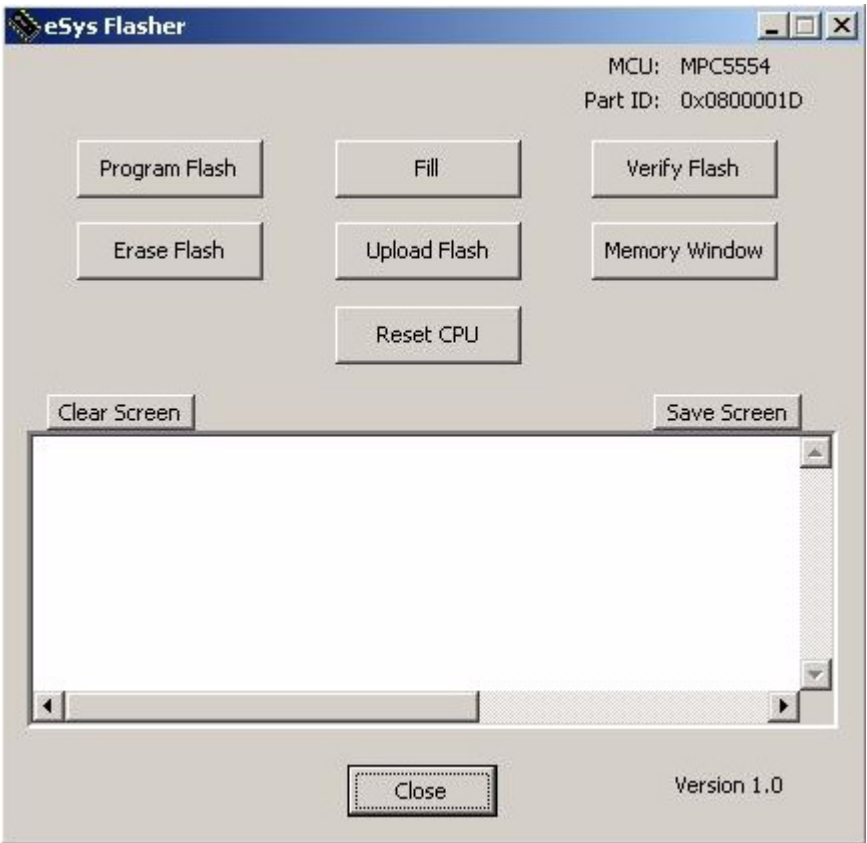 eSys Flasher
MCU: MPC5554
Part ID: 0x0800001D
Program Flash Fill Verify Flash
Erase Flash Upload Flash Memory Window
Reset CPU
Clear Screen Save Screen
Close Version 1.0